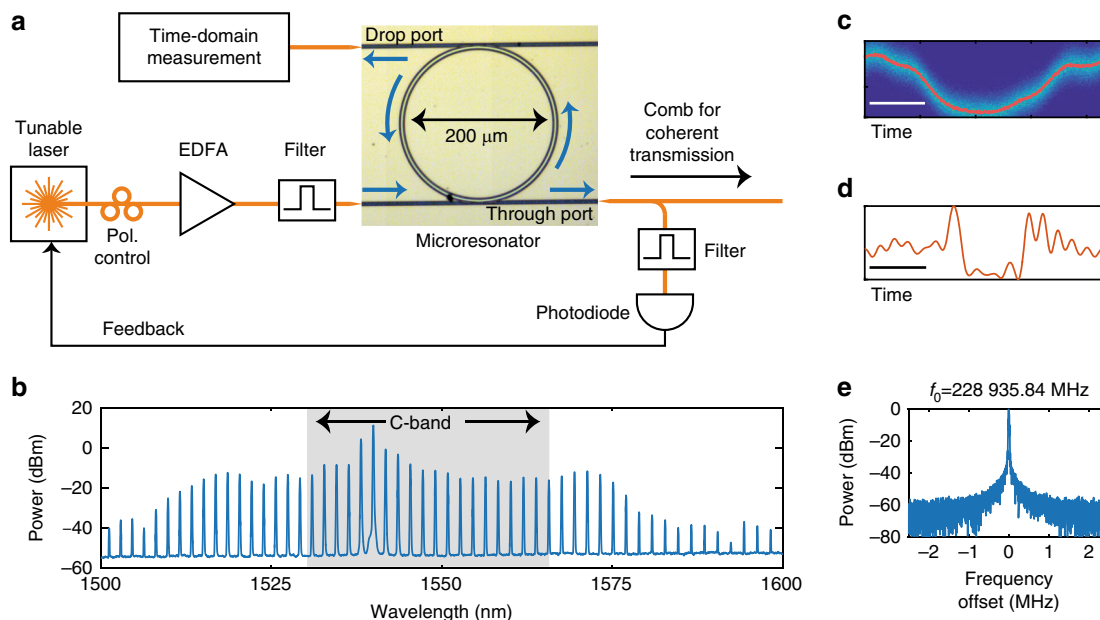 a
Time-domain
measurement
Drop port
200 μm
Through port
Microresonator
Tunable
laser
Pol.
control
EDFA
Filter
Comb for
coherent
transmission
Filter
Photodiode
Feedback
b
20
0
−20
−40
−60
Power (dBm)
C-band
1500
1525
1550
1575
1600
Wavelength (nm)
c
Time
d
Time
e
f0=228 935.84 MHz
0
−20
−40
−60
−80
Power (dBm)
−2
−1
0
1
2
Frequency
offset (MHz)